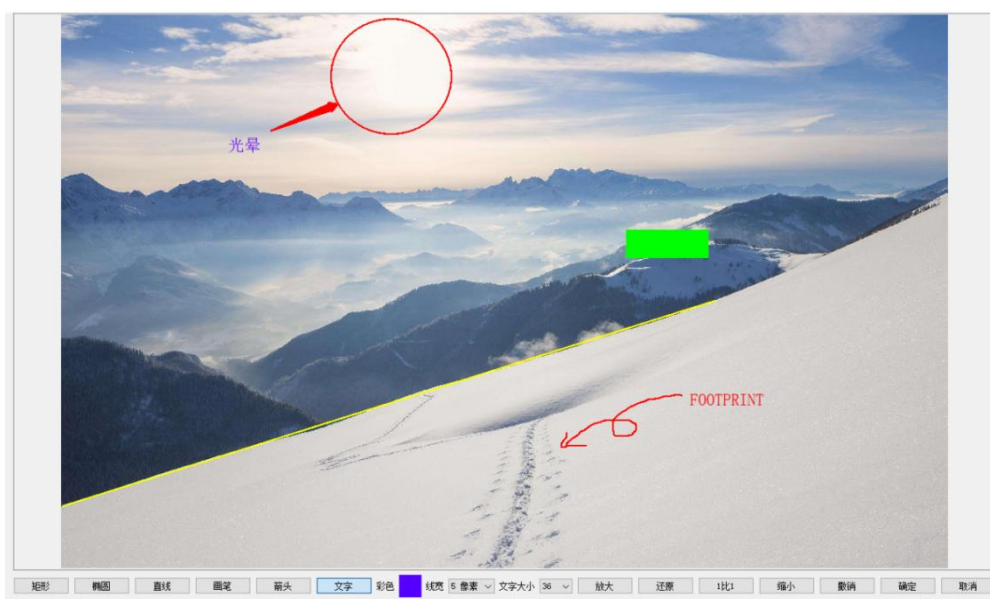 光晕
FOOTPRINT
矩形 椭圆 直线 画笔 箭头 文字 彩色 线宽 5 像素 文字大小 36 放大 还原 1比1 缩小 撤销 确定 取消